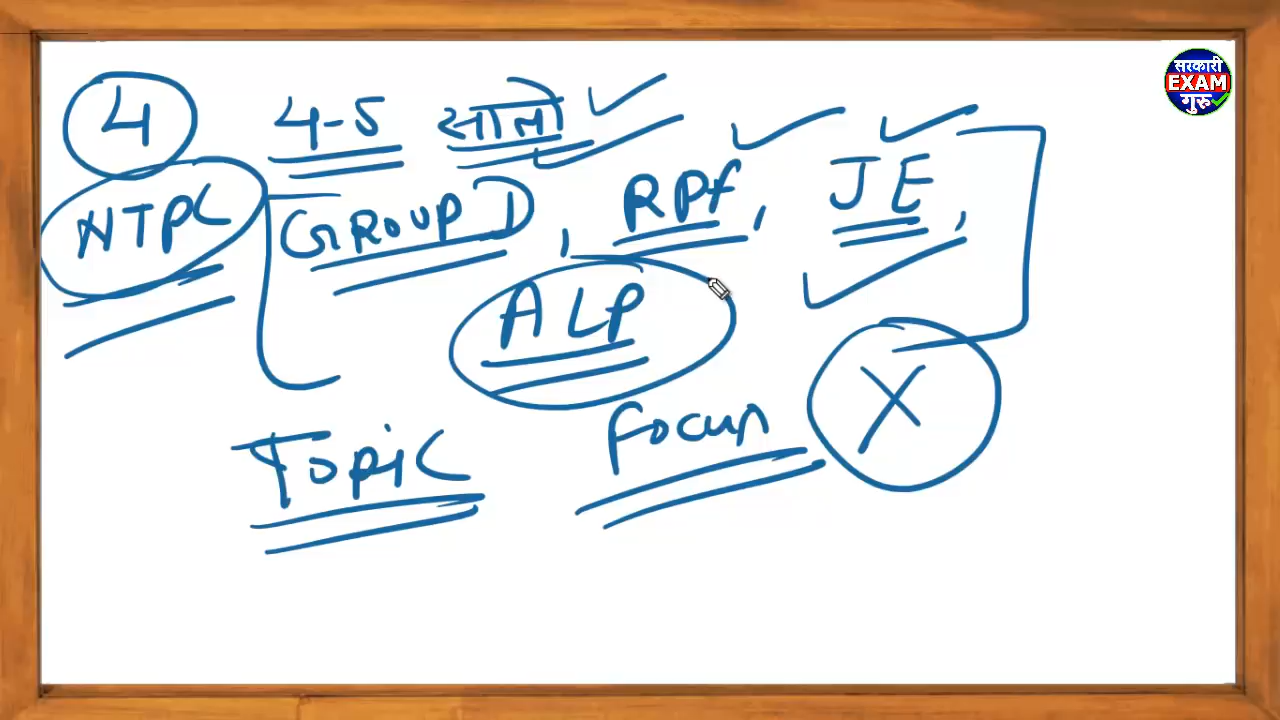 सरकारी
EXAM
गुरु
4 4-5 सालो
NTPC GROUP D, RPf, JE,
ALP
X
Topic focus